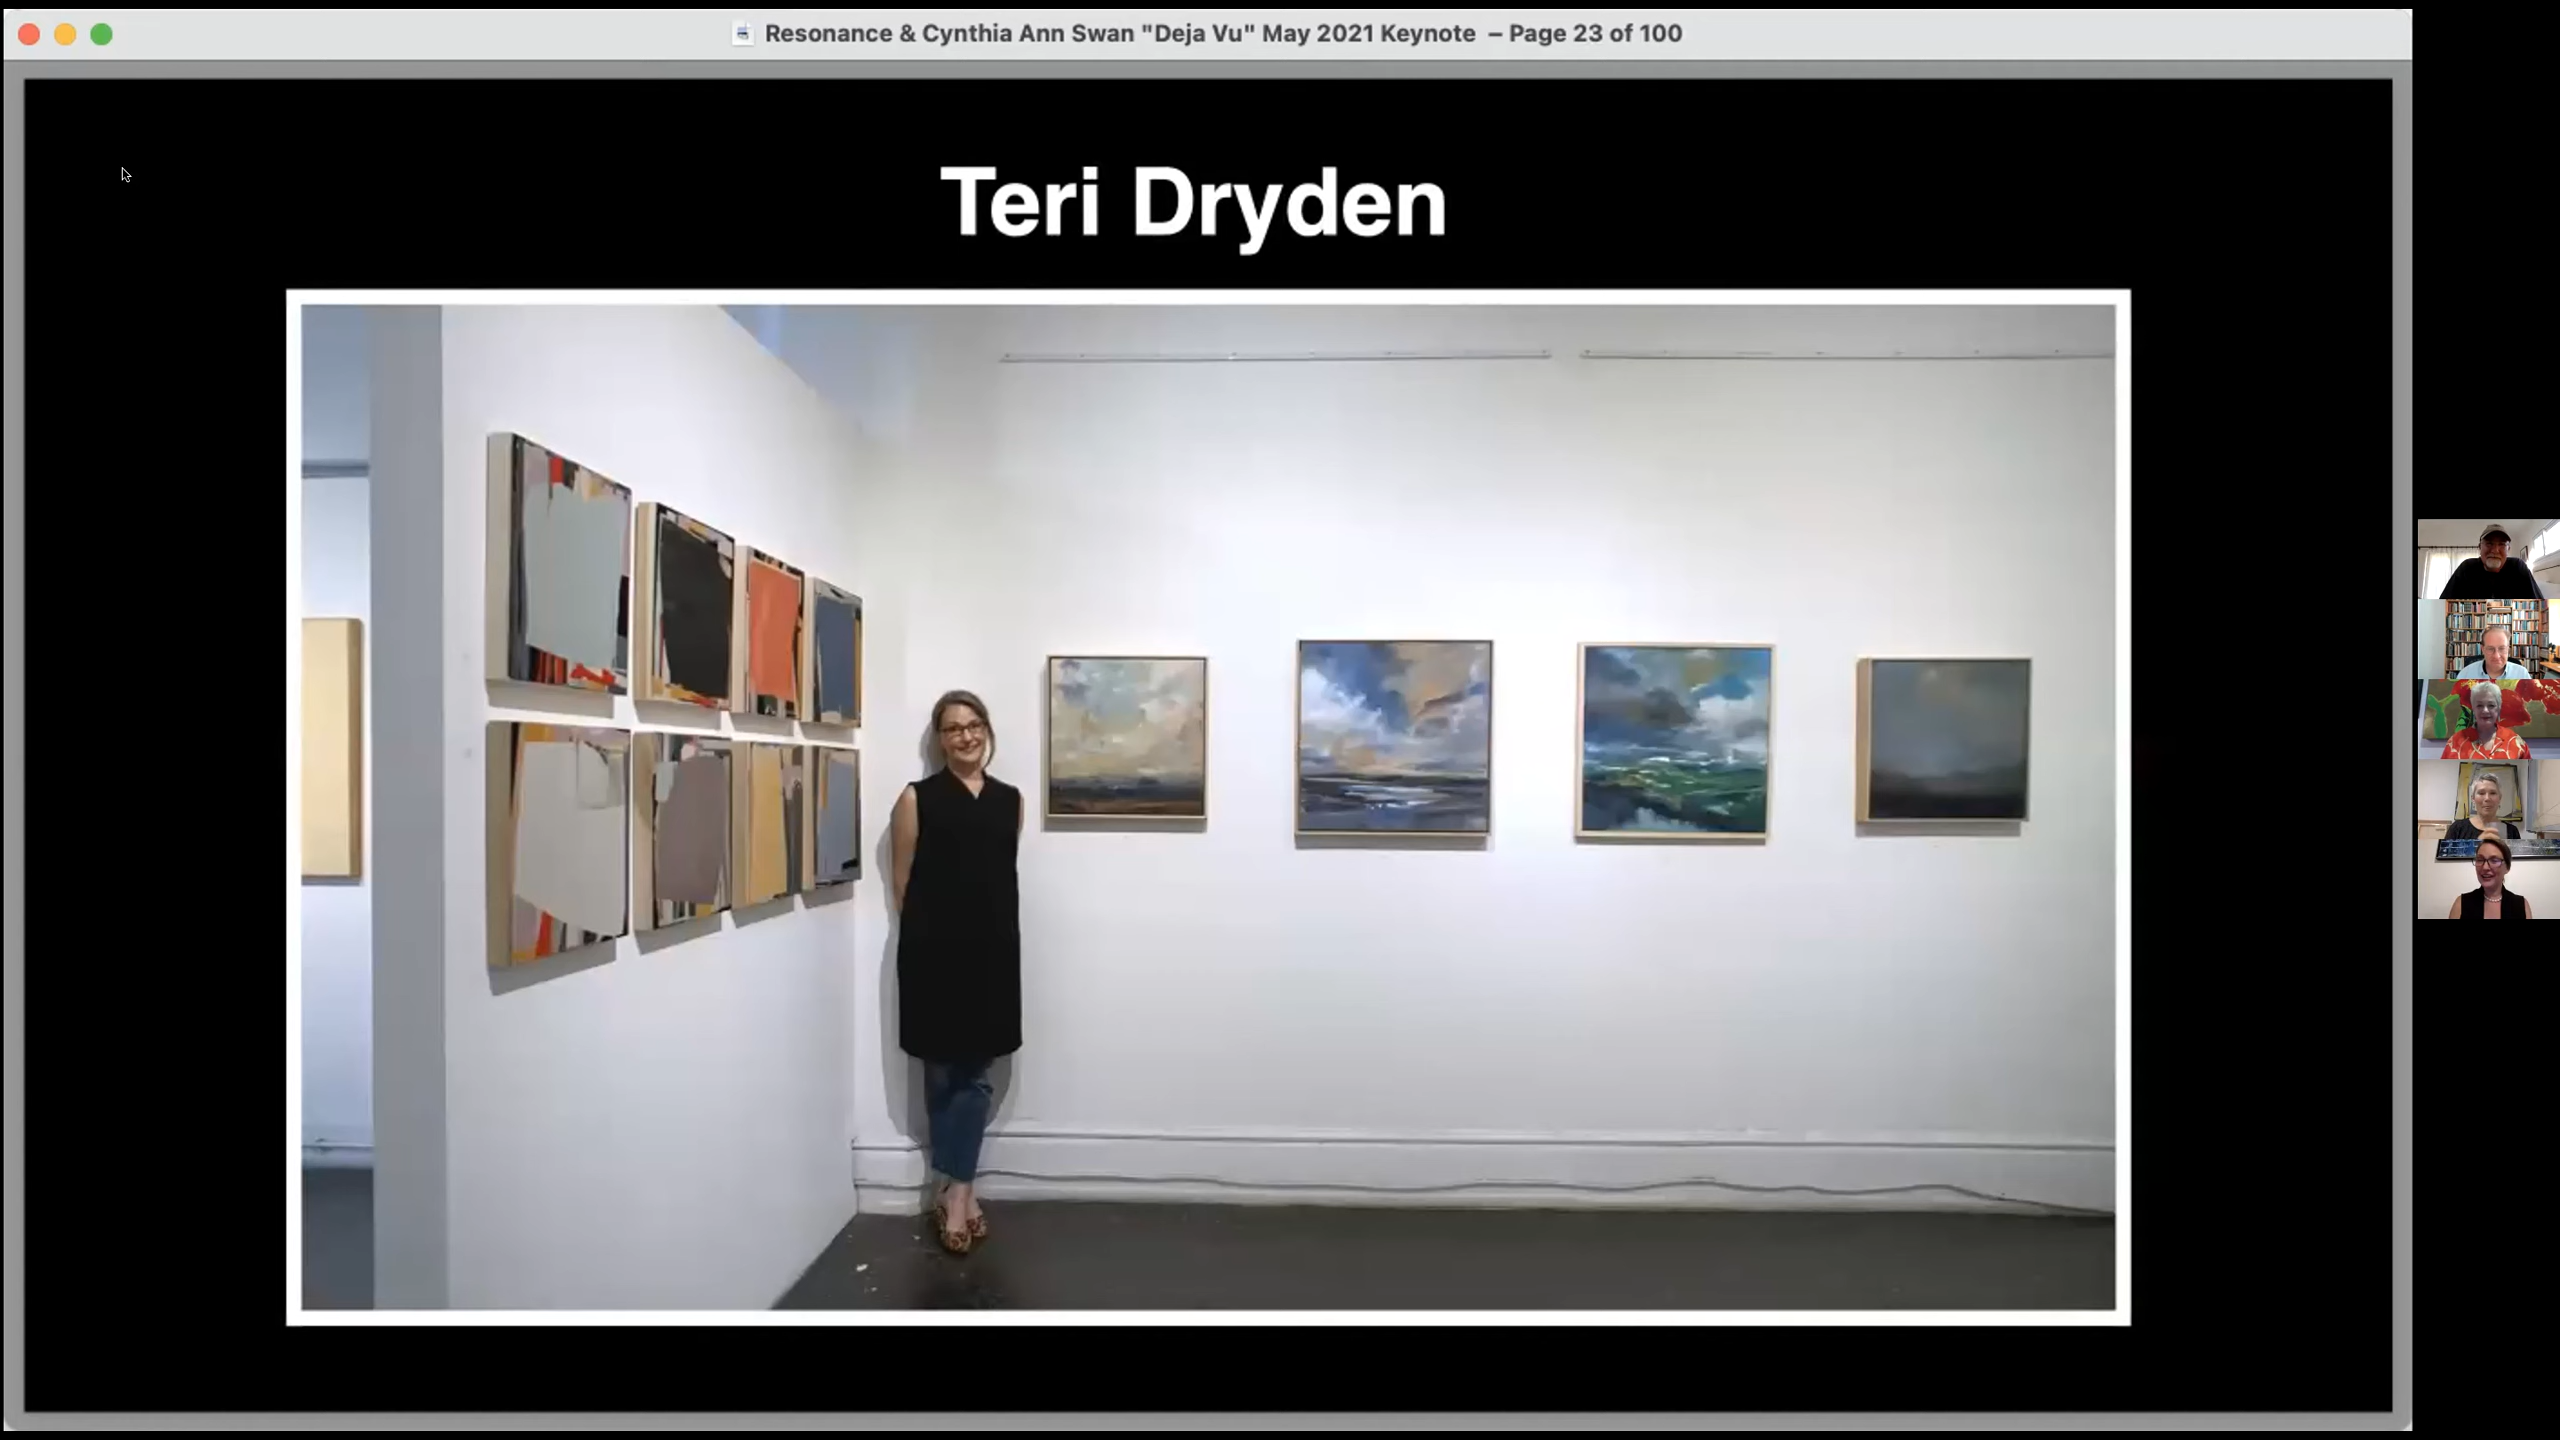 Resonance & Cynthia Ann Swan "Deja Vu" May 2021 Keynote – Page 23 of 100
Teri Dryden